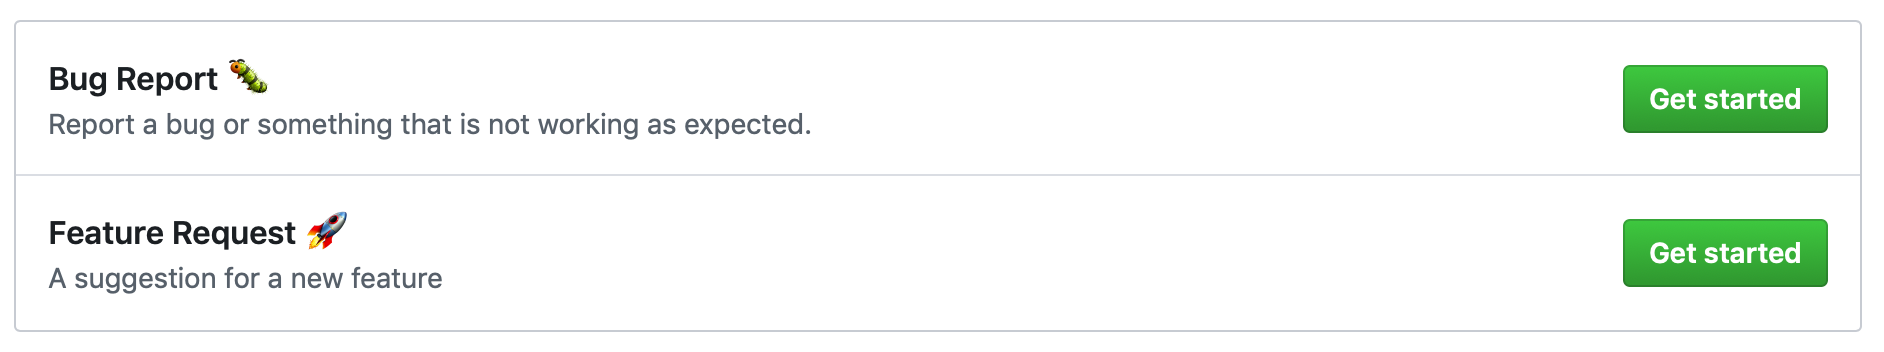 Bug Report 🐛
Report a bug or something that is not working as expected.
Get started
Feature Request 🚀
A suggestion for a new feature
Get started